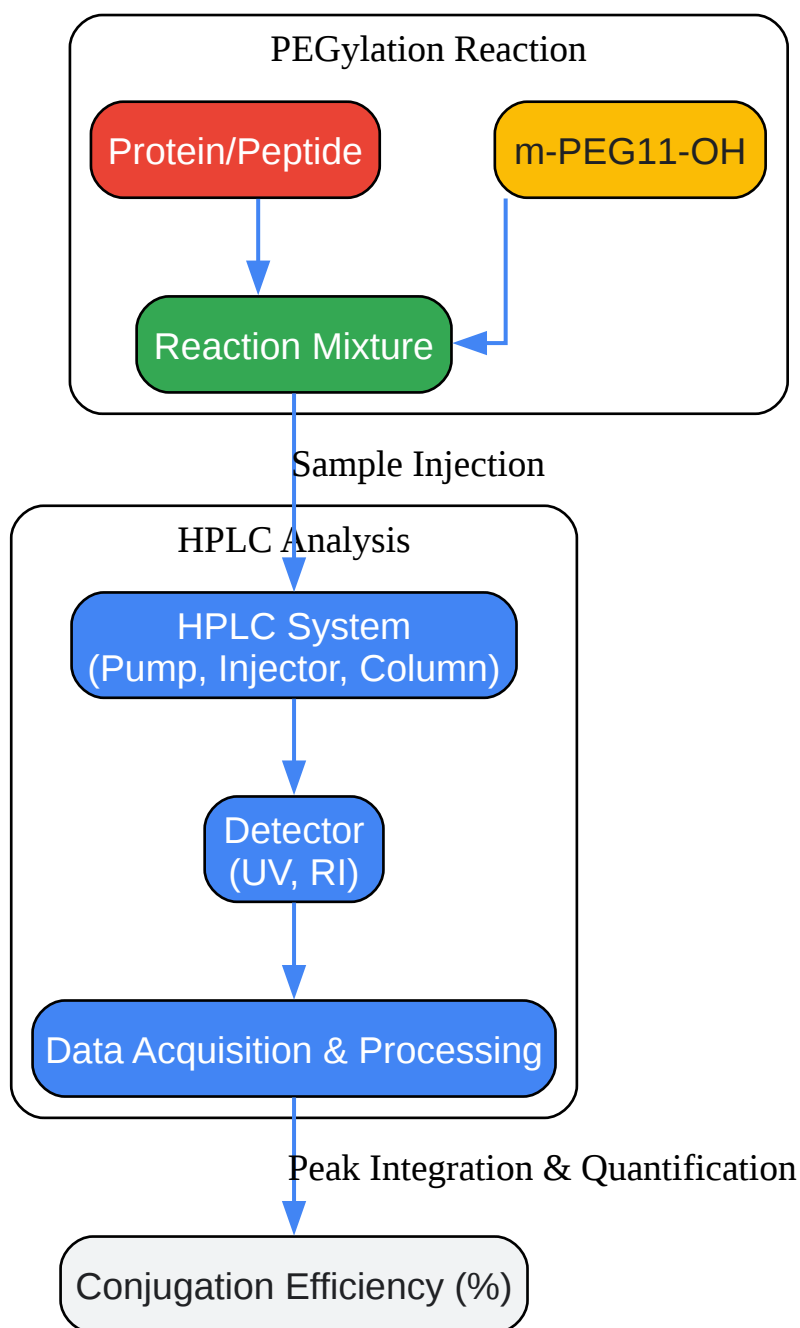 PEGylation Reaction
Protein/Peptide
m-PEG11-OH
Reaction Mixture
Sample Injection
HPLC Analysis
HPLC System
(Pump, Injector, Column)
Detector
(UV, RI)
Data Acquisition & Processing
Peak Integration & Quantification
Conjugation Efficiency (%)